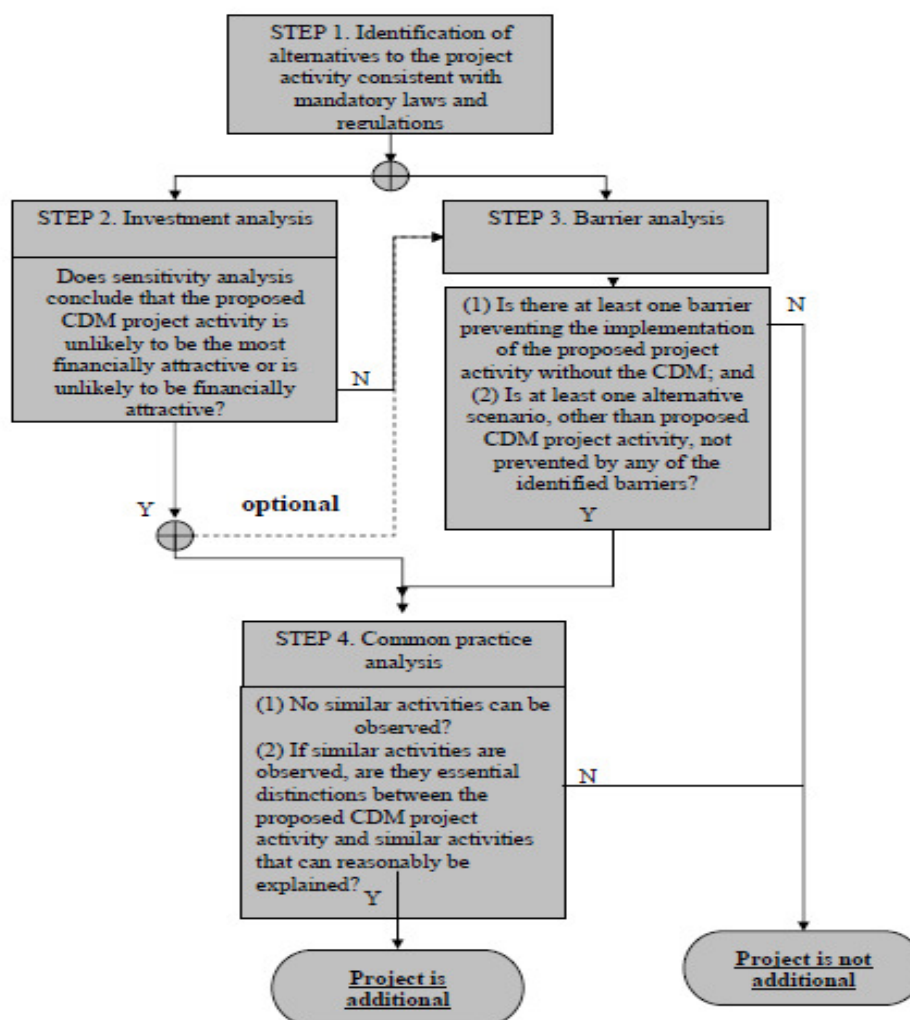 STEP 1. Identification of
alternatives to the project
activity consistent with
mandatory laws and
regulations
STEP 2. Investment analysis
Does sensitivity analysis
conclude that the proposed
CDM project activity is
unlikely to be the most
financially attractive or is
unlikely to be financially
attractive?
N
Y
optional
STEP 3. Barrier analysis
(1) Is there at least one barrier
preventing the implementation
of the proposed project
activity without the CDM; and
(2) Is at least one alternative
scenario, other than proposed
CDM project activity, not
prevented by any of the
identified barriers?
Y
N
STEP 4. Common practice
analysis
(1) No similar activities can be
observed?
(2) If similar activities are
observed, are they essential
distinctions between the
proposed CDM project
activity and similar activities
that can reasonably be
explained?
Y
N
Project is
additional
Project is not
additional